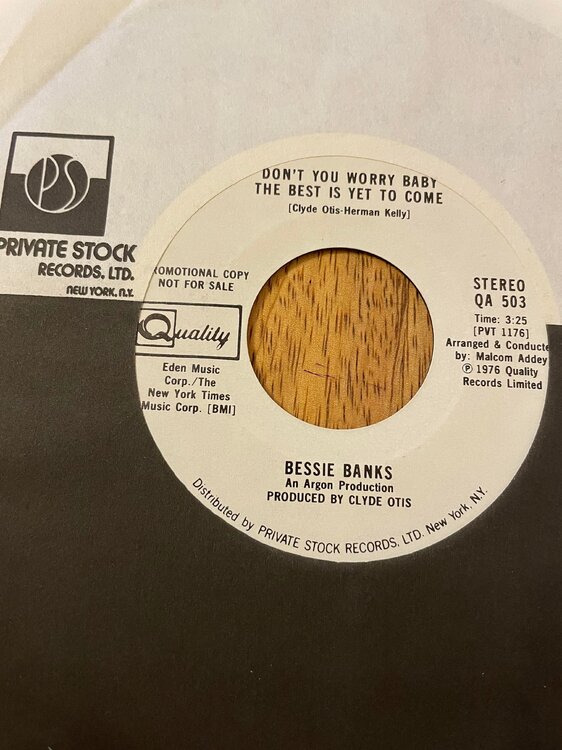 PS
PRIVATE STOCK
RECORDS, LTD.
NEW YORK, N.Y.
DON'T YOU WORRY BABY
THE BEST IS YET TO COME
[Clyde Otis-Herman Kelly]
ROMOTIONAL COPY
NOT FOR SALE
Quality
Eden Music
Corp./The
New York Times
Music Corp. [BMI]
STEREO
QA 503
Time: 3:25
[PVT 1176]
Arranged & Conducte
by: Malcom Addey
Ⓟ 1976 Quality
Records Limited
BESSIE BANKS
An Argon Production
PRODUCED BY CLYDE OTIS
Distributed by PRIVATE STOCK RECORDS, LTD. New York, N.Y.